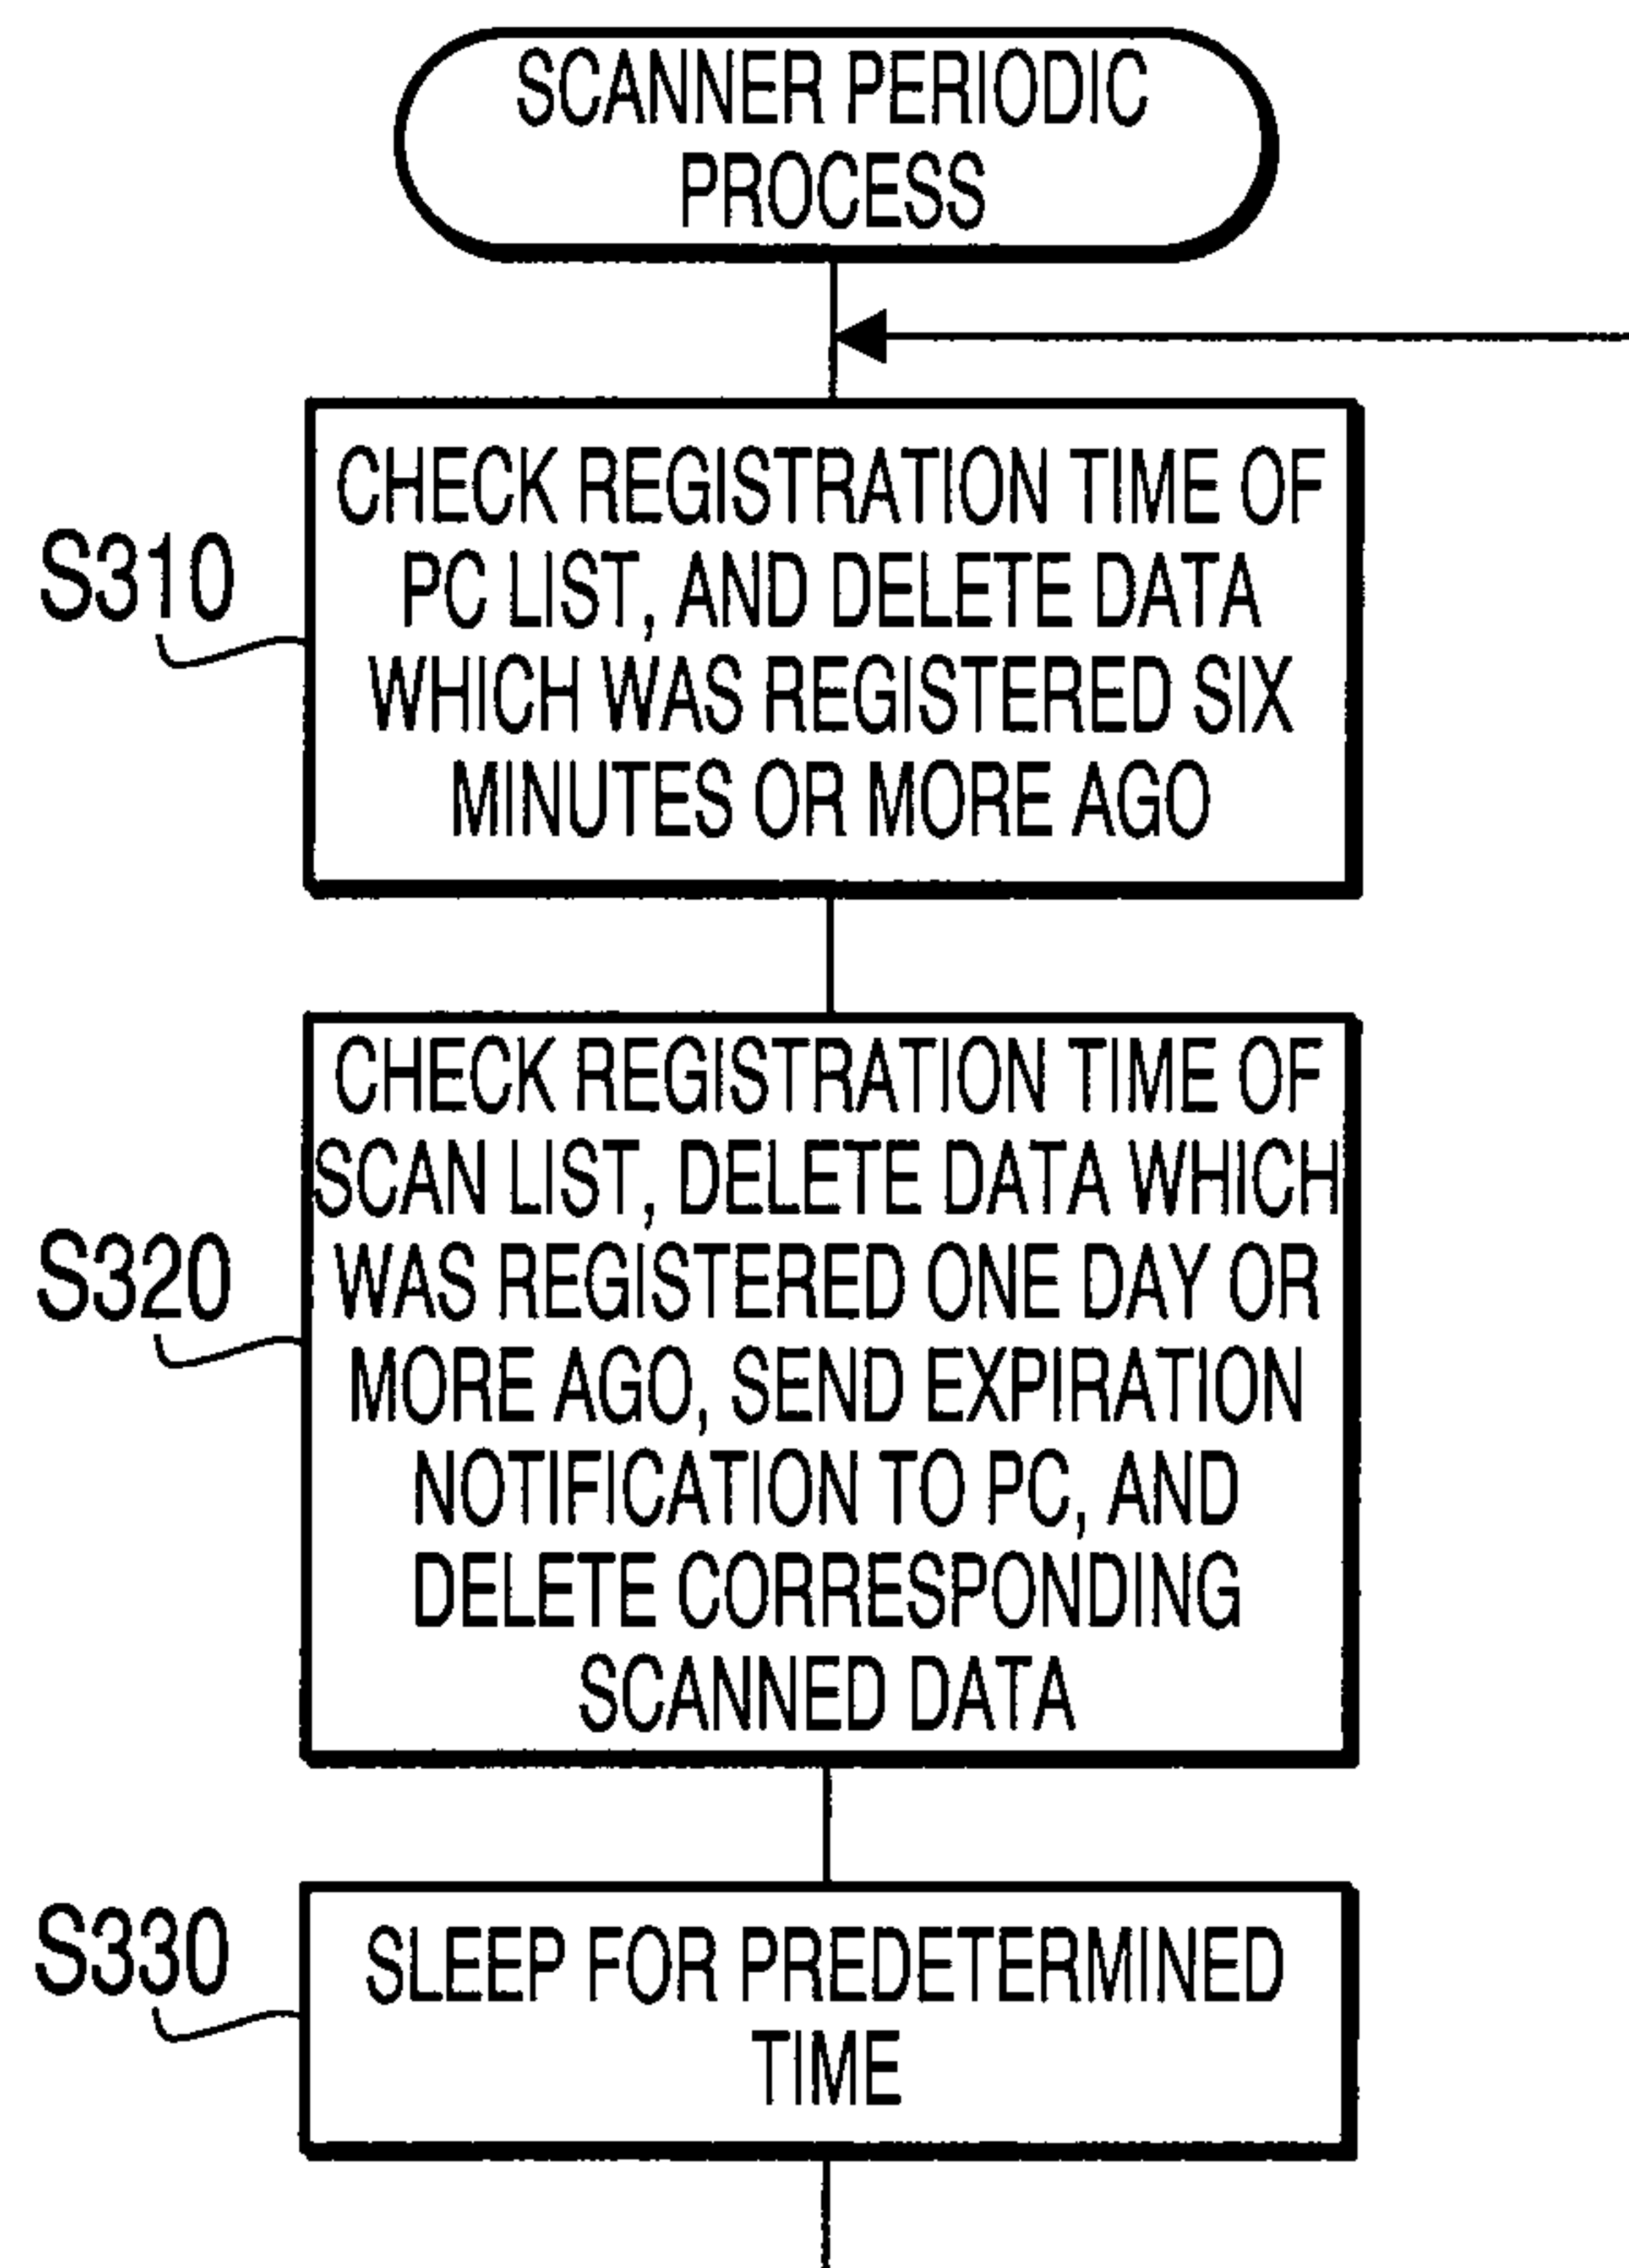 SCANNER PERIODIC
PROCESS
S310
CHECK REGISTRATION TIME OF
PC LIST, AND DELETE DATA
WHICH WAS REGISTERED SIX
MINUTES OR MORE AGO
S320
CHECK REGISTRATION TIME OF
SCAN LIST, DELETE DATA WHICH
WAS REGISTERED ONE DAY OR
MORE AGO, SEND EXPIRATION
NOTIFICATION TO PC, AND
DELETE CORRESPONDING
SCANNED DATA
S330
SLEEP FOR PREDETERMINED
TIME